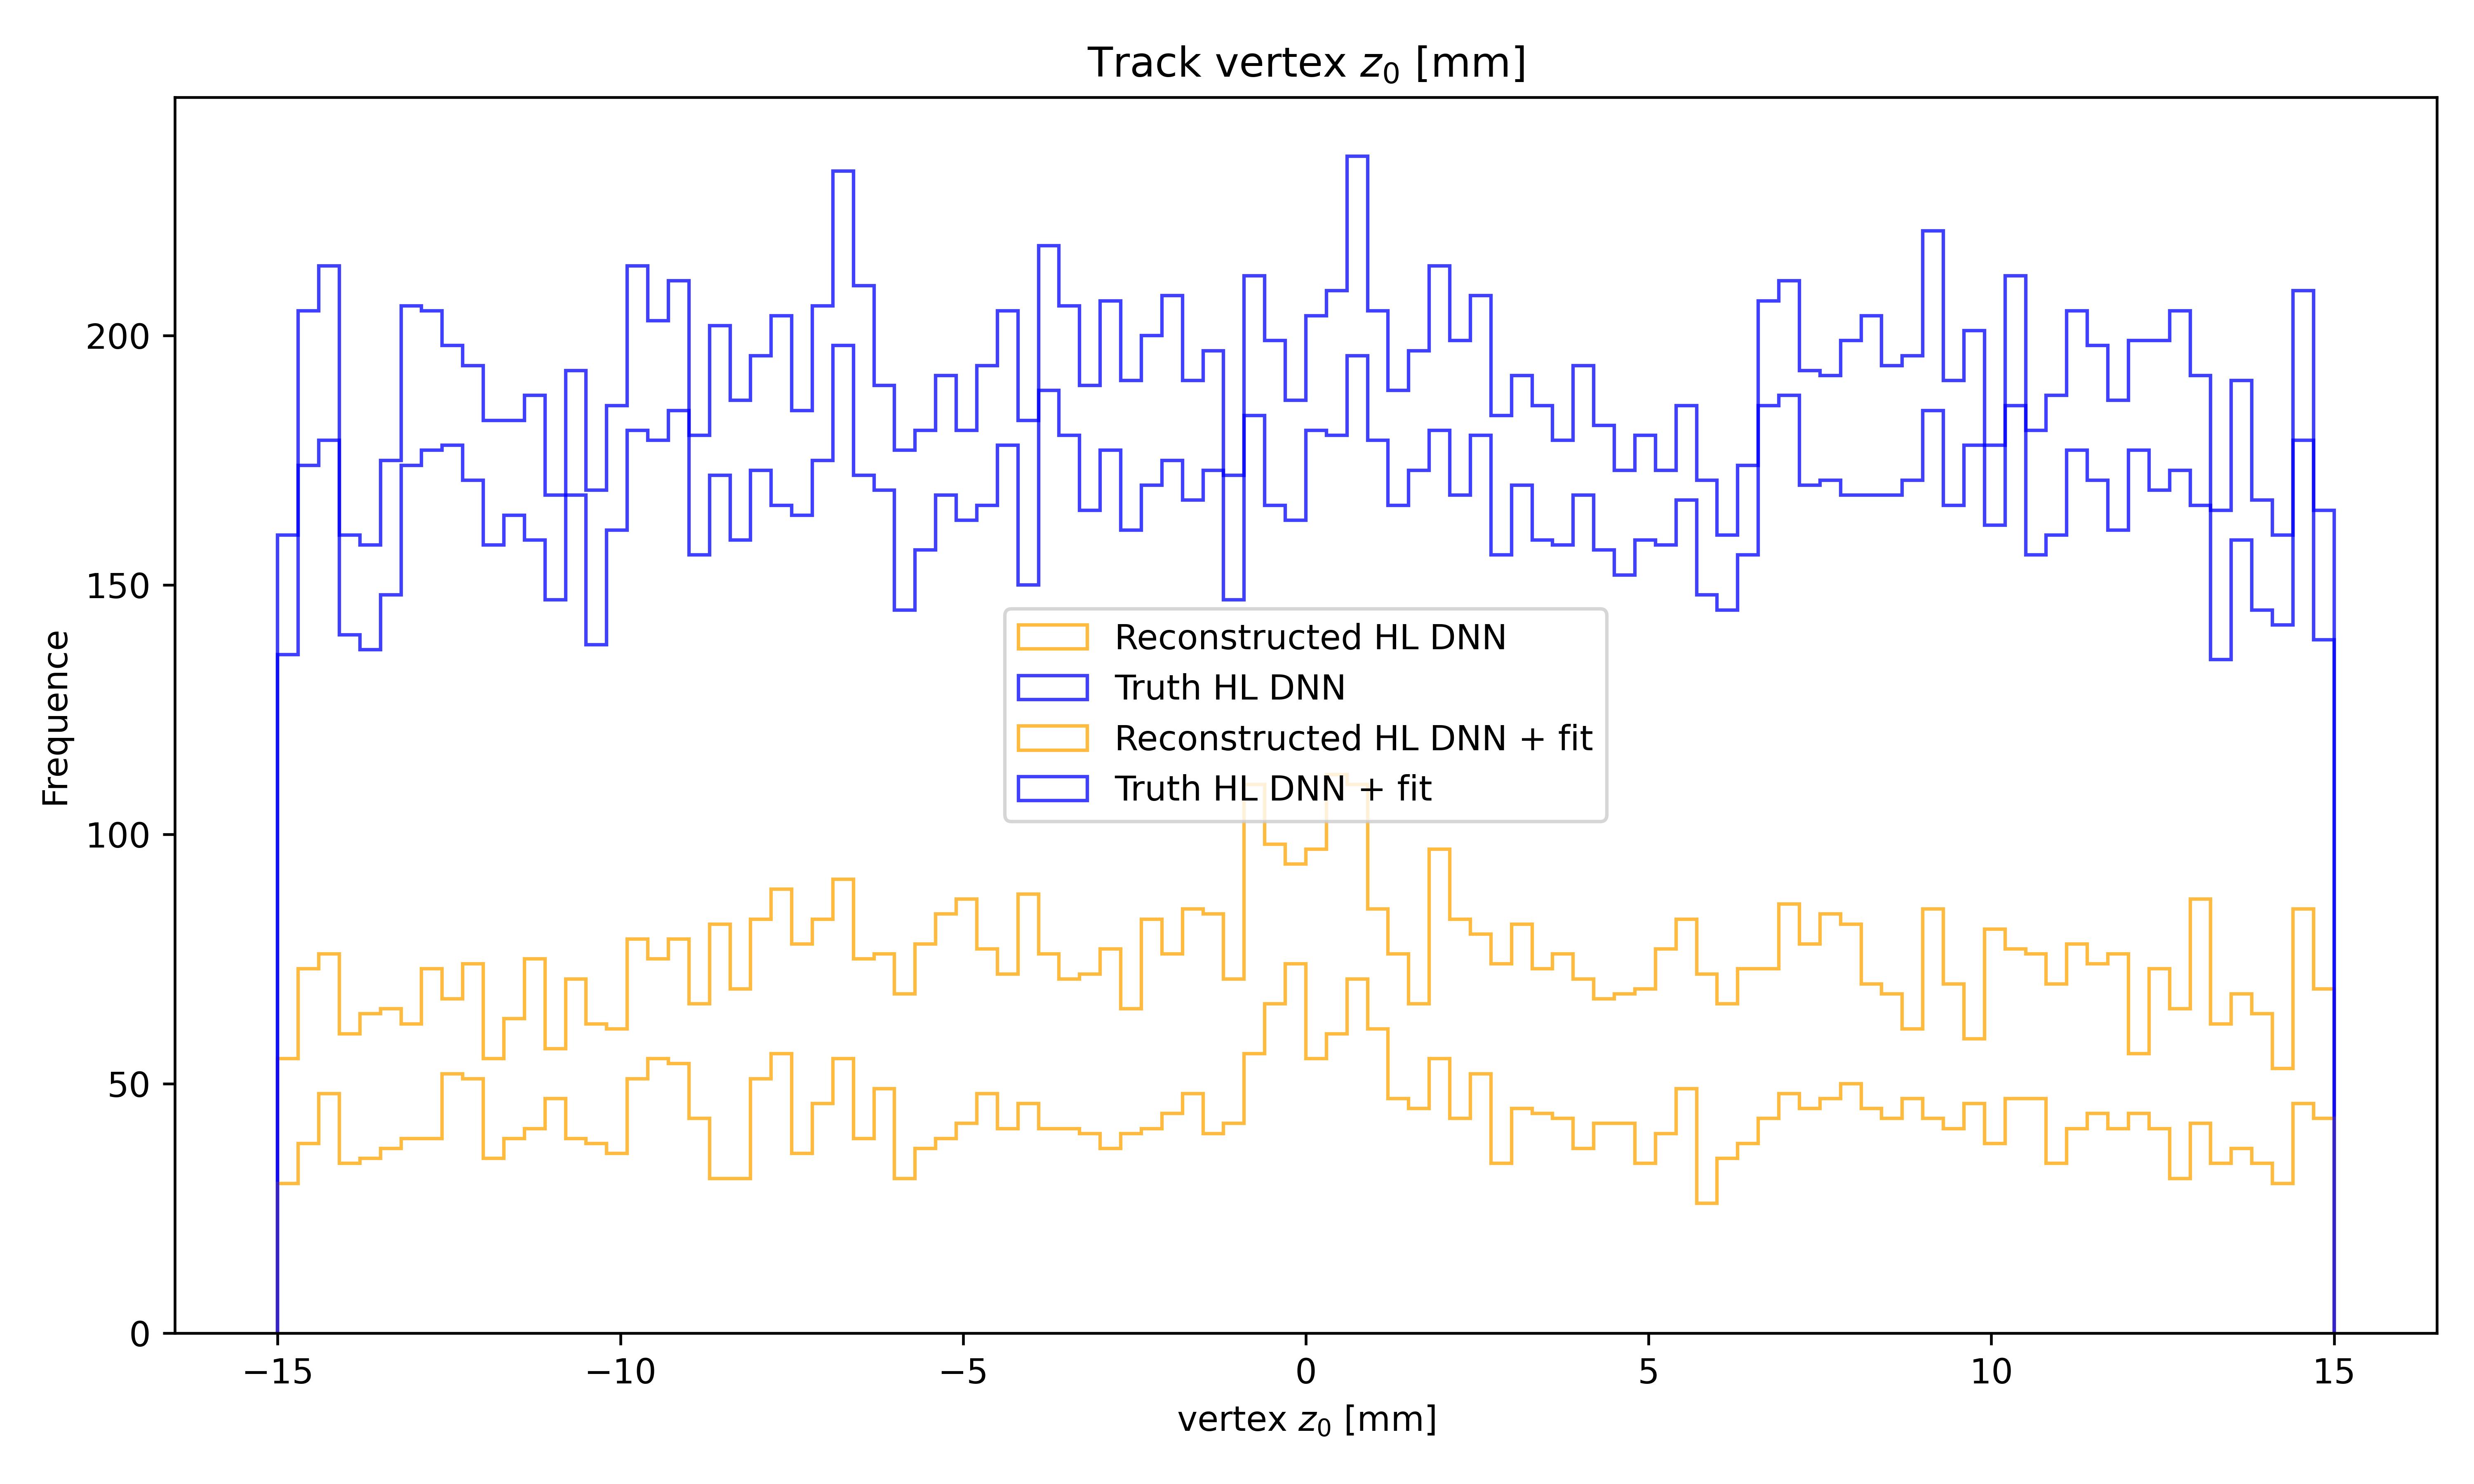 Track vertex z₀ [mm]
Frequence
200
150
100
50
0
Reconstructed HL DNN
Truth HL DNN
Reconstructed HL DNN + fit
Truth HL DNN + fit
−15
−10
−5
0
5
10
15
vertex z₀ [mm]